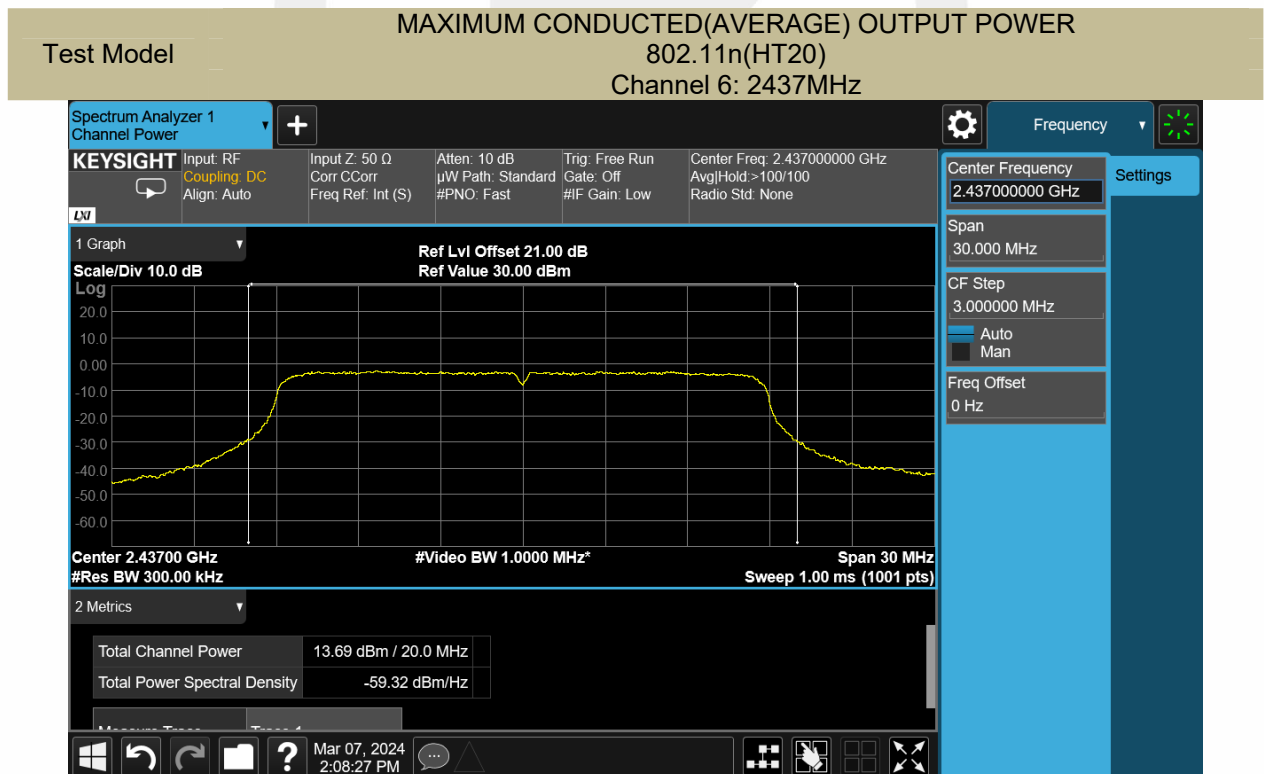 MAXIMUM CONDUCTED(AVERAGE) OUTPUT POWER
Test Model
802.11n(HT20)
Channel 6: 2437MHz
Spectrum Analyzer 1
Channel Power
Frequency
KEYSIGHT
LXI
Input: RF
Coupling: DC
Align: Auto
Input Z: 50 Ω
Corr CCorr
Freq Ref: Int (S)
Atten: 10 dB
µW Path: Standard
#PNO: Fast
Trig: Free Run
Gate: Off
#IF Gain: Low
Center Freq: 2.437000000 GHz
Avg|Hold:>100/100
Radio Std: None
Center Frequency
2.437000000 GHz
Settings
Span
30.000 MHz
CF Step
3.000000 MHz
Auto
Man
Freq Offset
0 Hz
1 Graph
Scale/Div 10.0 dB
Ref Lvl Offset 21.00 dB
Ref Value 30.00 dBm
Log
20.0
10.0
0.00
-10.0
-20.0
-30.0
-40.0
-50.0
-60.0
Center 2.43700 GHz
#Video BW 1.0000 MHz*
Span 30 MHz
#Res BW 300.00 kHz
Sweep 1.00 ms (1001 pts)
2 Metrics
Total Channel Power 13.69 dBm / 20.0 MHz
Total Power Spectral Density -59.32 dBm/Hz
Measure Trace Trace 1
?
Mar 07, 2024
2:08:27 PM